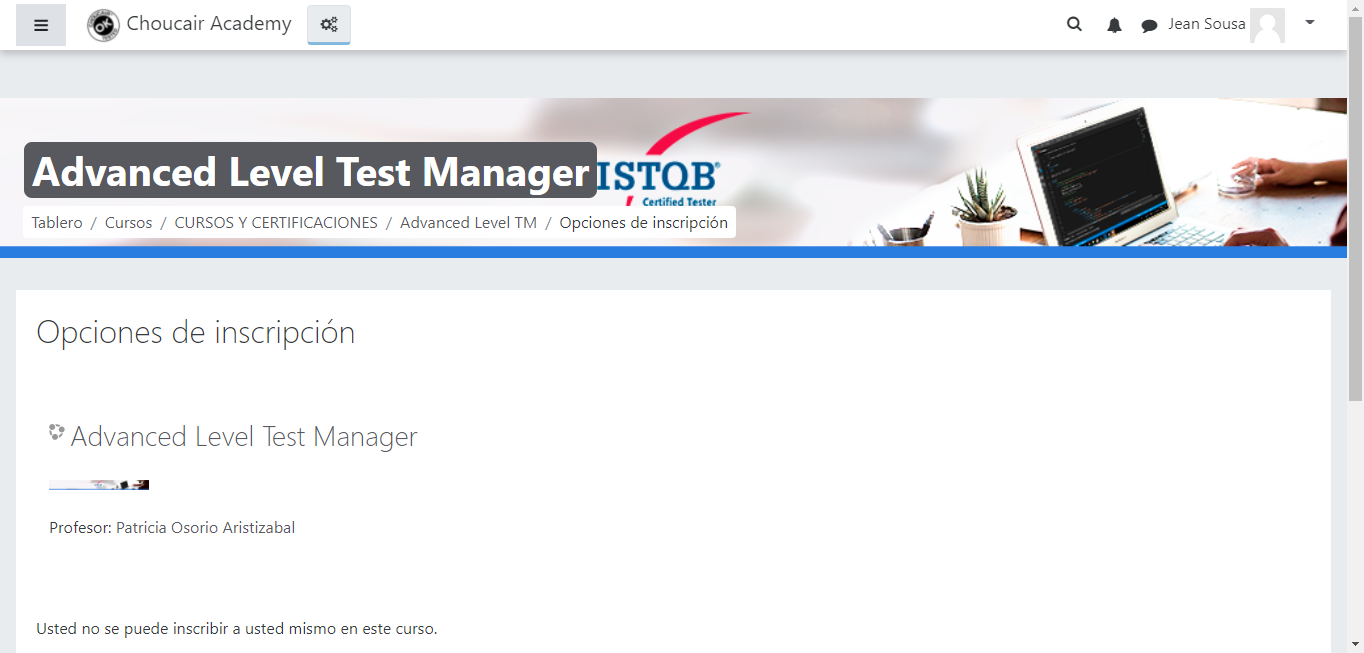 Choucair Academy
Jean Sousa
ISTQB®
Certified Tester
Advanced Level Test Manager
Tablero / Cursos / CURSOS Y CERTIFICACIONES / Advanced Level TM / Opciones de inscripción
Opciones de inscripción
Advanced Level Test Manager
Profesor: Patricia Osorio Aristizabal
Usted no se puede inscribir a usted mismo en este curso.